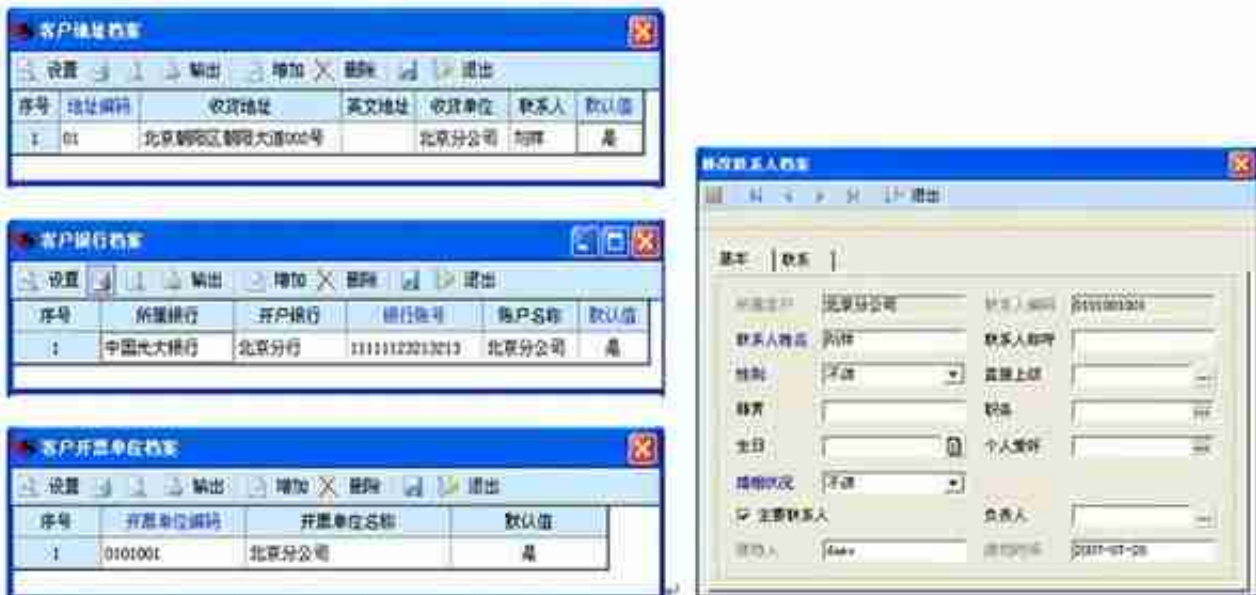 客户地址档案
设置 输出 增加 删除 退出
序号 地址编码 收货地址 英文地址 收货单位 联系人 默认值
1 01 北京朝阳区朝阳大道002号 北京分公司 刘祥 是
客户银行档案
设置 输出 增加 删除 退出
序号 所属银行 开户银行 银行账号 账户名称 默认值
1 中国光大银行 北京分行 11111123213213 北京分公司 是
客户开票单位档案
设置 输出 增加 删除 退出
序号 开票单位编码 开票单位名称 默认值
1 0101001 北京分公司 是
修改联系人档案
退出
基本 联系
所属客户 北京分公司 联系人编码
联系人姓名 刘祥 联系人称呼
性别 不详 直接上级
籍贯 职务
生日 个人爱好
婚姻状况 不详
主要联系人 负责人
建档人 demo 建档时间